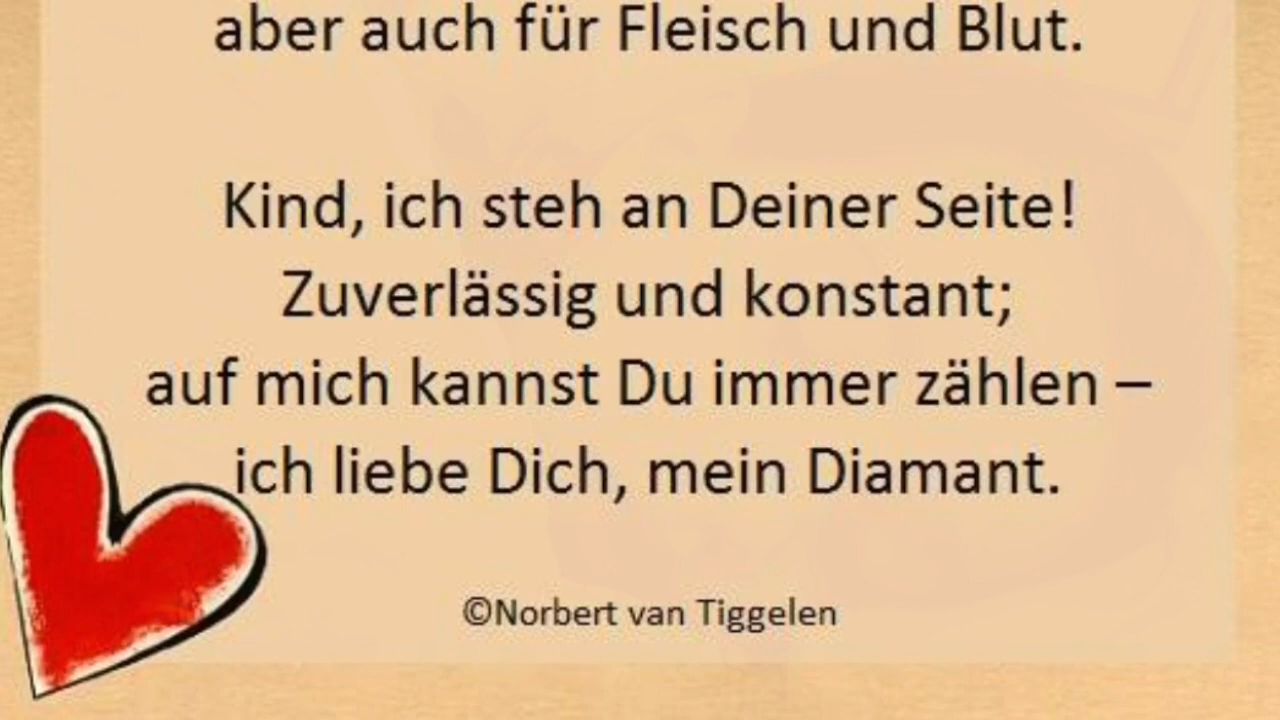 aber auch für Fleisch und Blut.
Kind, ich steh an Deiner Seite!
Zuverlässig und konstant;
auf mich kannst Du immer zählen –
ich liebe Dich, mein Diamant.
©Norbert van Tiggelen